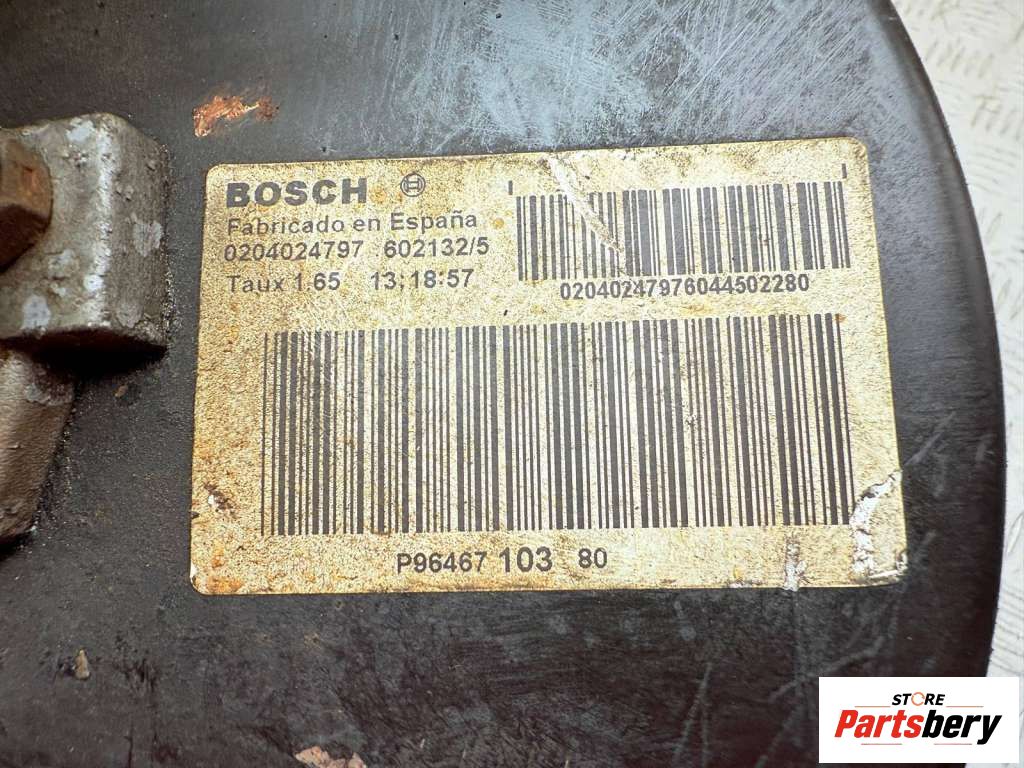 BOSCH
Fabricado en España
0204024797 602132/5
Taux 1.65 13:18:57
02040247976044502280
P96467 103 80
STORE
Partsbery